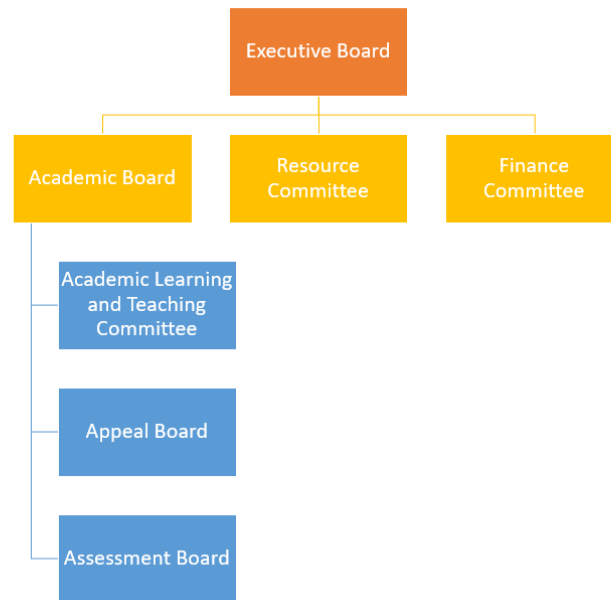 Executive Board
Academic Board
Resource
Committee
Finance
Committee
Academic Learning
and Teaching
Committee
Appeal Board
Assessment Board